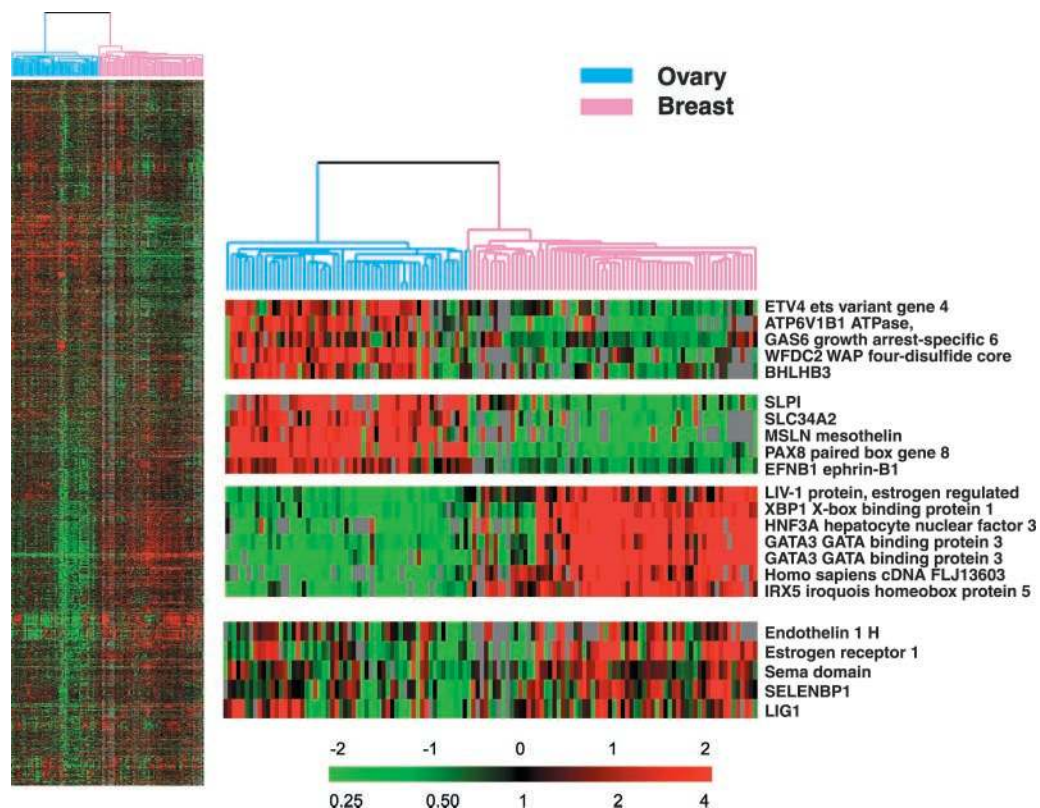 Ovary
Breast
ETV4 ets variant gene 4
ATP6V1B1 ATPase,
GAS6 growth arrest-specific 6
WFDC2 WAP four-disulfide core
BHLHB3
SLPI
SLC34A2
MSLN mesothelin
PAX8 paired box gene 8
EFNB1 ephrin-B1
LIV-1 protein, estrogen regulated
XBP1 X-box binding protein 1
HNF3A hepatocyte nuclear factor 3
GATA3 GATA binding protein 3
GATA3 GATA binding protein 3
Homo sapiens cDNA FLJ13603
IRX5 iroquois homeobox protein 5
Endothelin 1 H
Estrogen receptor 1
Sema domain
SELENBP1
LIG1
-2 -1 0 1 2
0.25 0.50 1 2 4